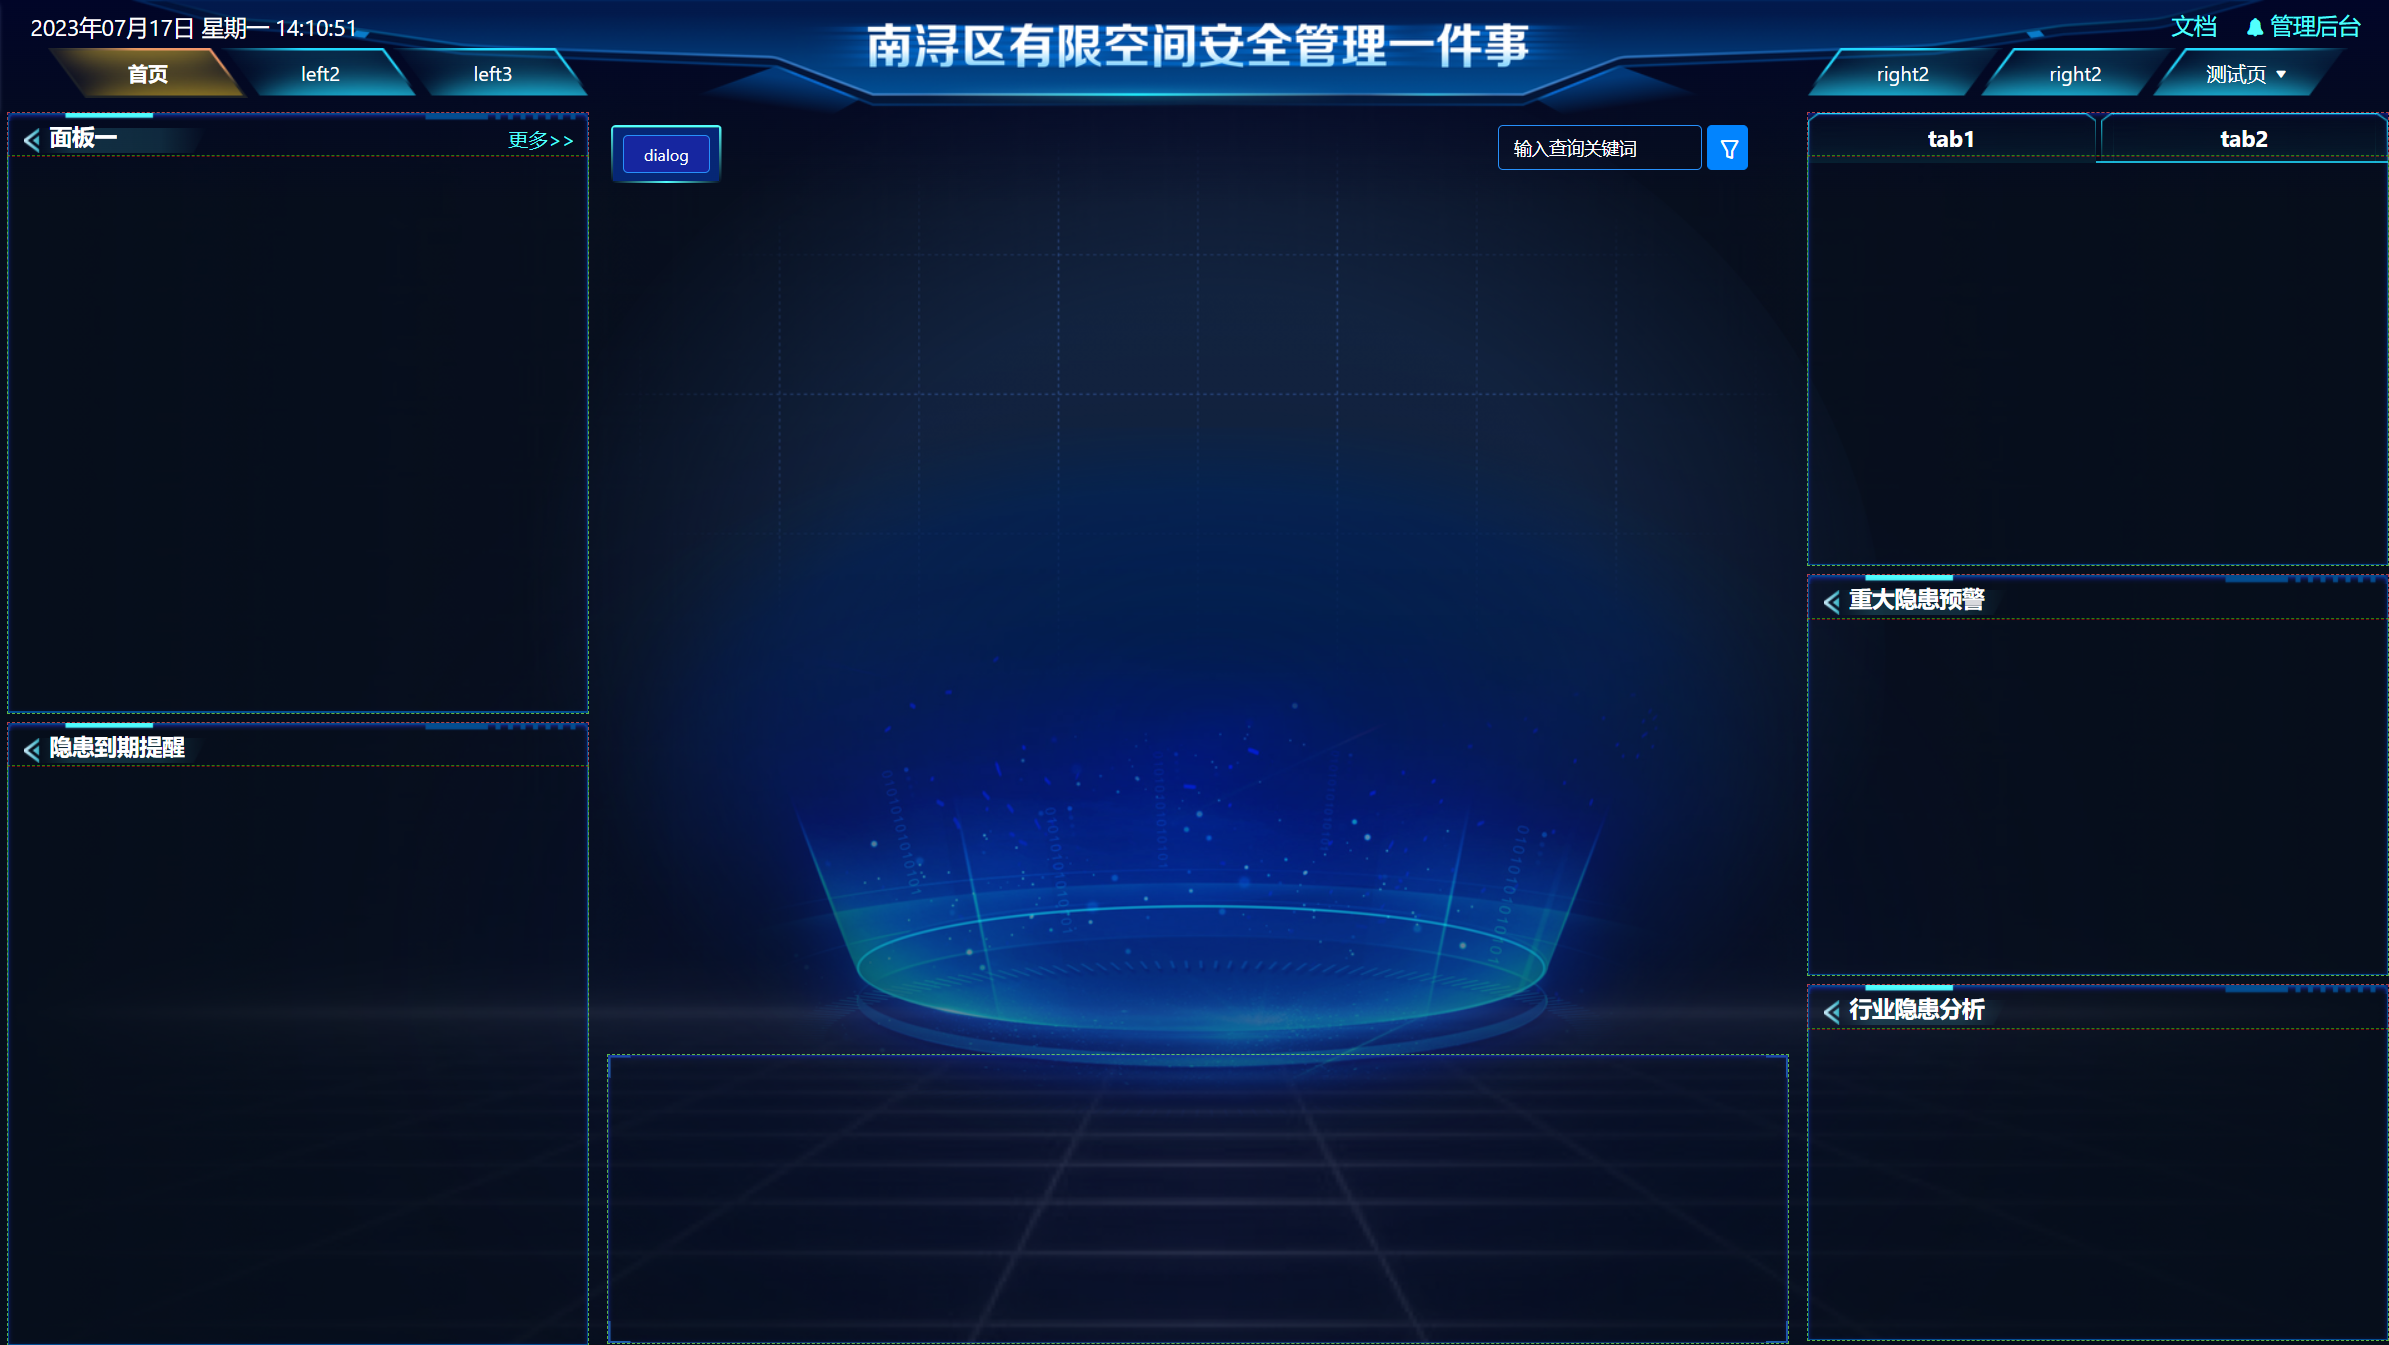 2023年07月17日 星期一 14:10:51
南浔区有限空间安全管理一件事
文档
管理后台
首页
left2
left3
right2
right2
测试页
面板一
更多>>
dialog
输入查询关键词
tab1
tab2
重大隐患预警
隐患到期提醒
行业隐患分析